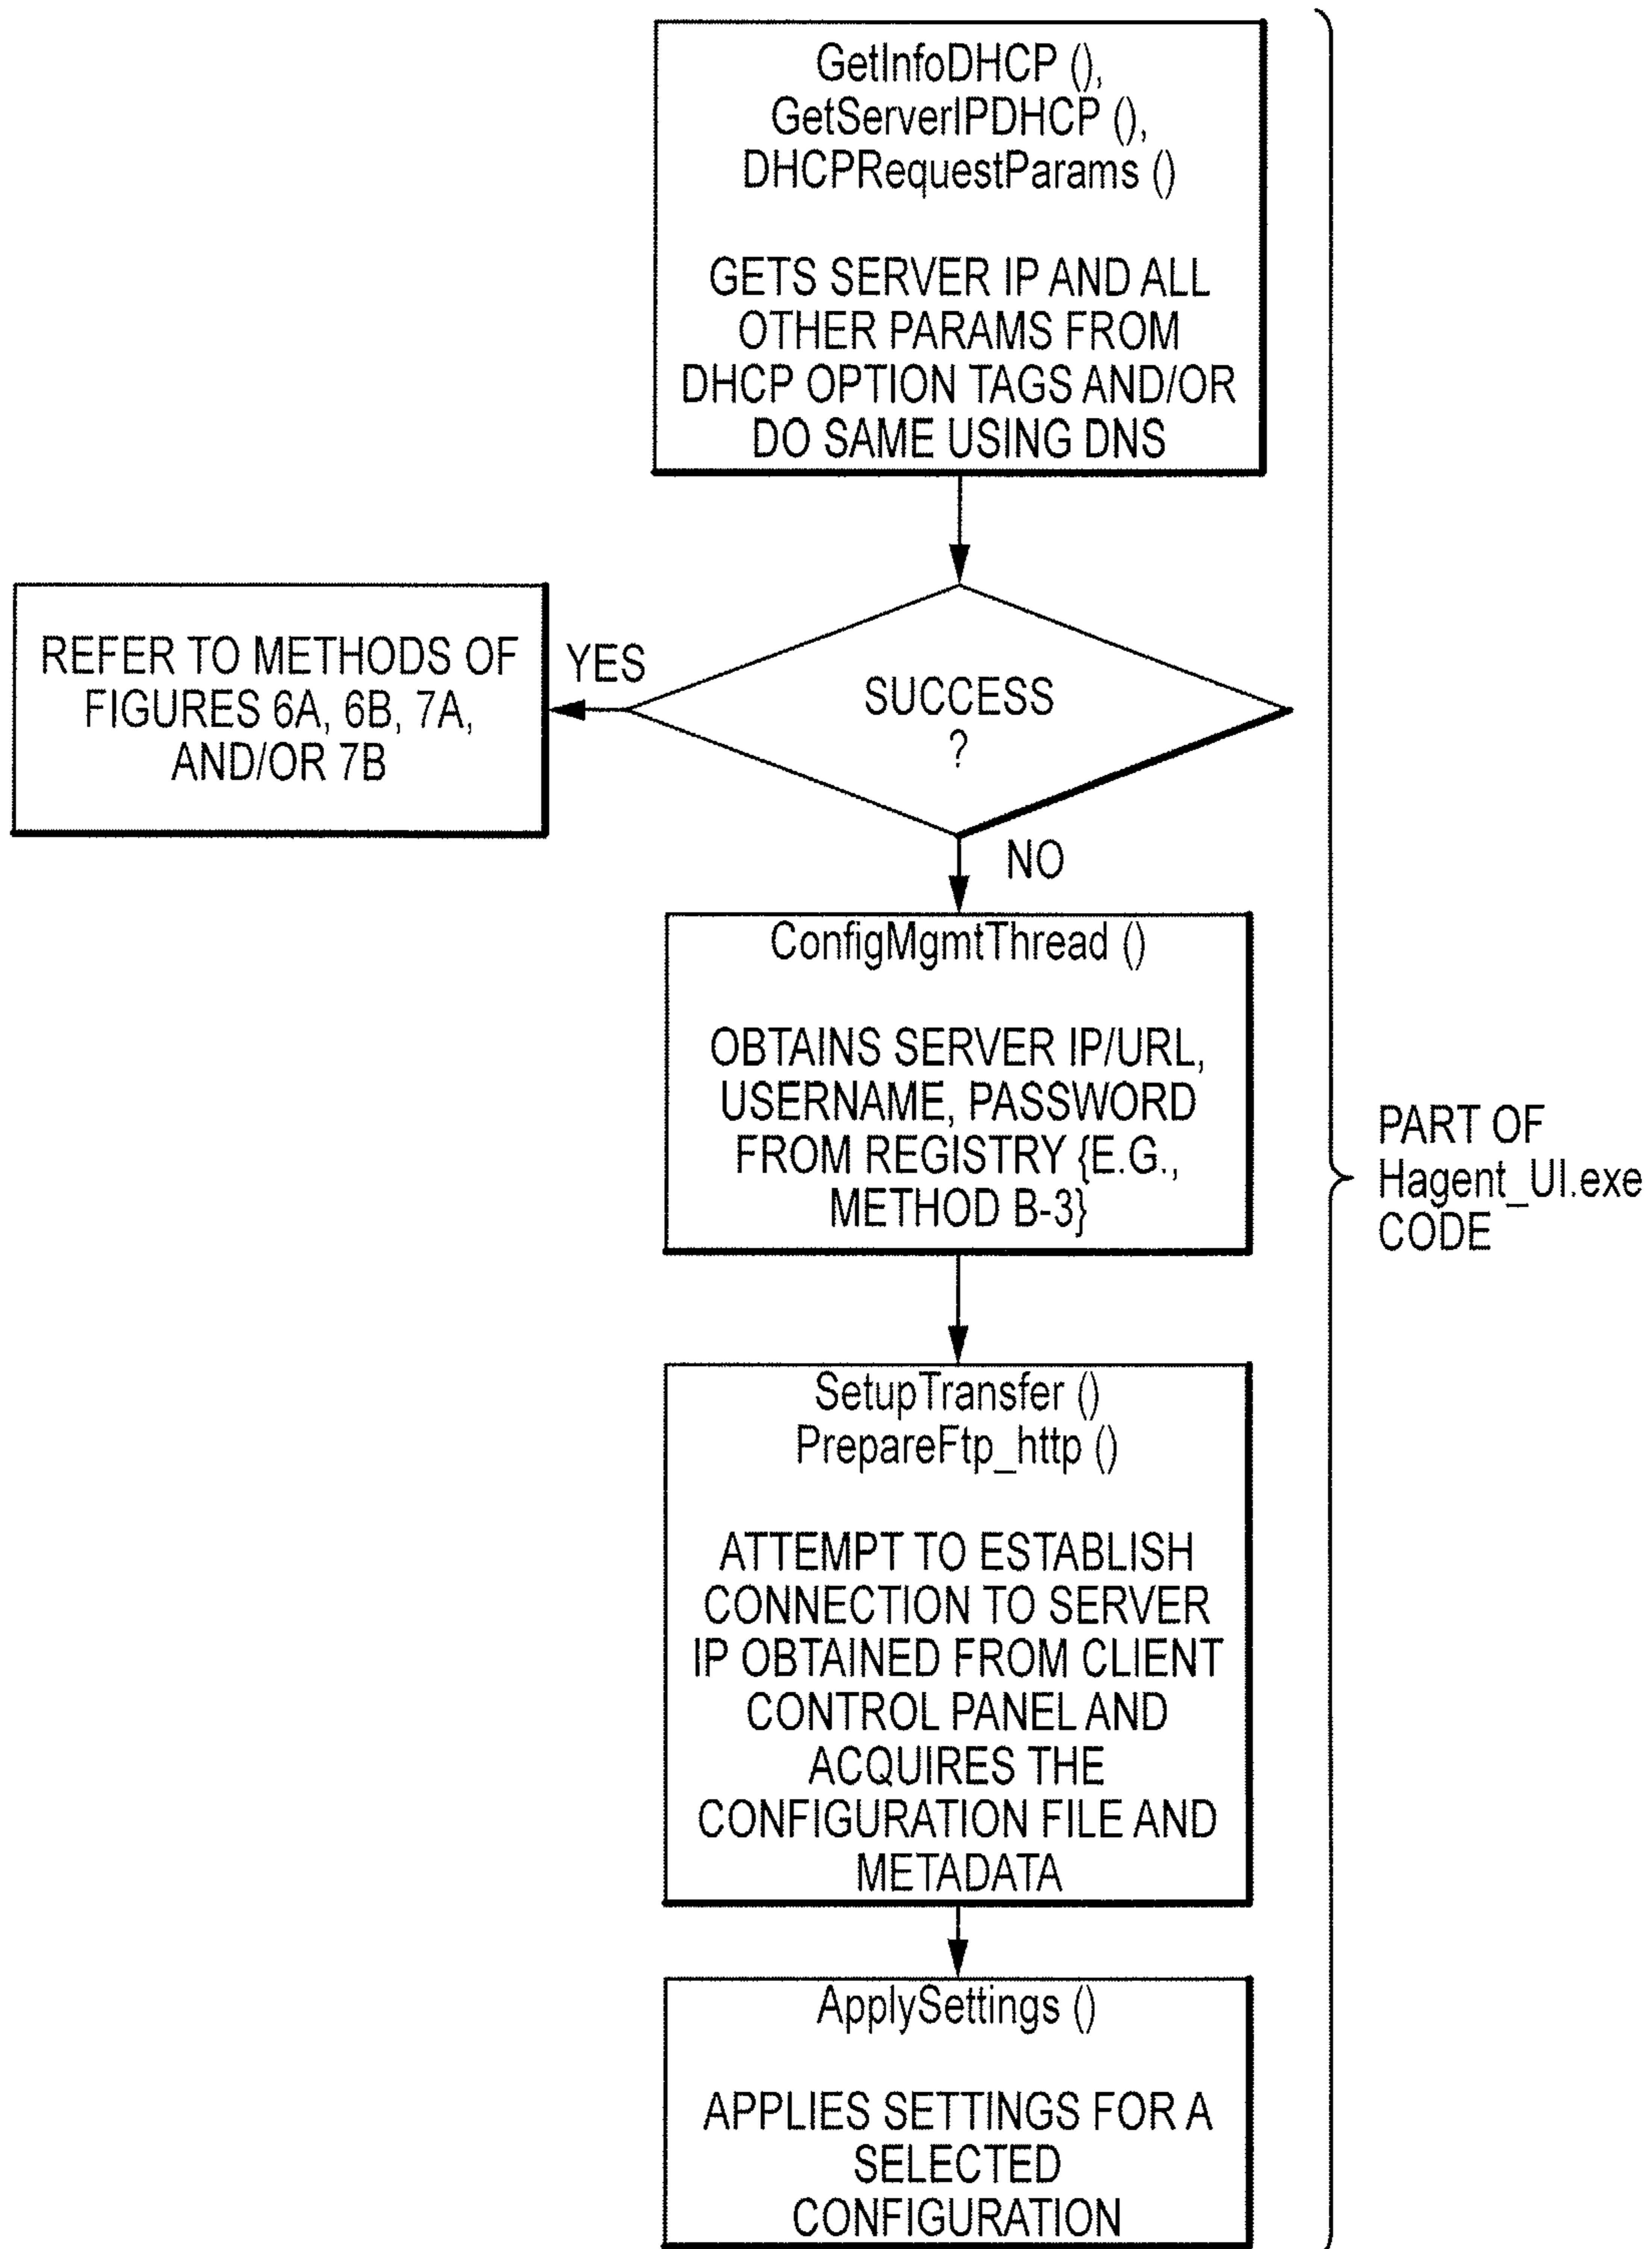 GetInfoDHCP (),
GetServerIPDHCP (),
DHCPRequestParams ()
GETS SERVER IP AND ALL
OTHER PARAMS FROM
DHCP OPTION TAGS AND/OR
DO SAME USING DNS
REFER TO METHODS OF
FIGURES 6A, 6B, 7A,
AND/OR 7B
YES
SUCCESS
?
NO
ConfigMgmtThread ()
OBTAINS SERVER IP/URL,
USERNAME, PASSWORD
FROM REGISTRY {E.G.,
METHOD B-3}
PART OF
Hagent_UI.exe
CODE
SetupTransfer ()
PrepareFtp_http ()
ATTEMPT TO ESTABLISH
CONNECTION TO SERVER
IP OBTAINED FROM CLIENT
CONTROL PANEL AND
ACQUIRES THE
CONFIGURATION FILE AND
METADATA
ApplySettings ()
APPLIES SETTINGS FOR A
SELECTED
CONFIGURATION